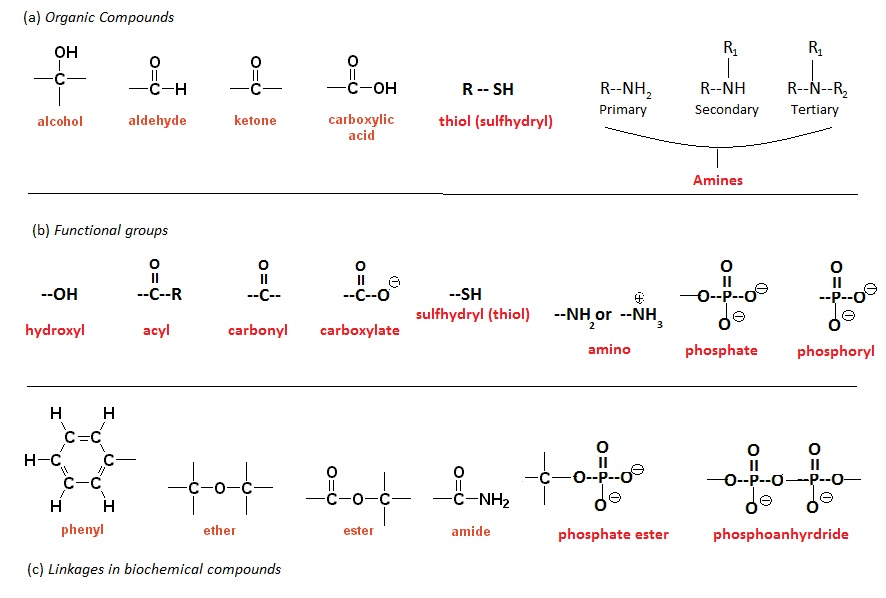 (a) Organic Compounds
OH
C
alcohol
O
C-H
aldehyde
O
C
ketone
O
C-OH
carboxylic
acid
R -- SH
thiol (sulfhydryl)
R--NH2
Primary
R1
R--NH
Secondary
R1
R--N--R2
Tertiary
Amines
(b) Functional groups
--OH
hydroxyl
O
--C--R
acyl
O
--C--
carbonyl
O
--C--O⊖
carboxylate
--SH
sulfhydryl (thiol)
⊕
--NH2 or --NH3
amino
O
O--P--O⊖
O⊖
phosphate
O
--P--O⊖
O⊖
phosphoryl
H H
C=C
H-C C
C-C
H H
phenyl
C-O-C
ether
O
C-O-C
ester
O
C-NH2
amide
O
C-O--P--O⊖
O⊖
phosphate ester
O O
O--P--O--P--O
O⊖ O⊖
phosphoanhyrdride
(c) Linkages in biochemical compounds